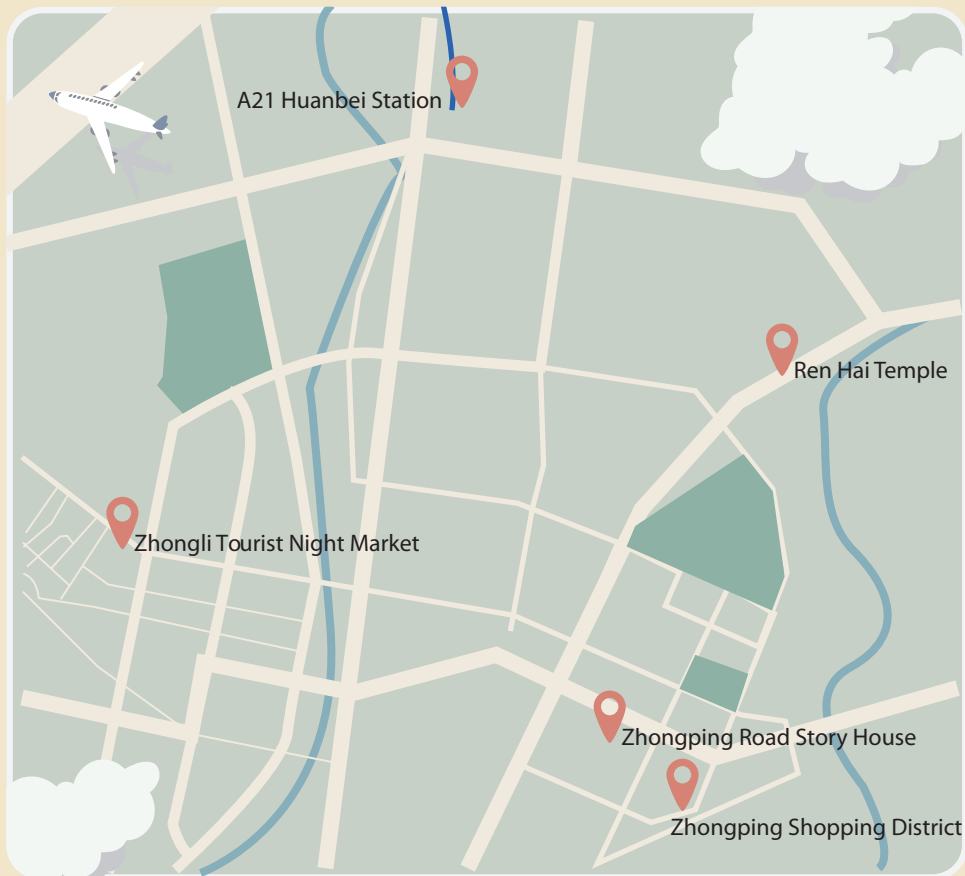 A21 Huanbei Station
Ren Hai Temple
Zhongli Tourist Night Market
Zhongping Road Story House
Zhongping Shopping District